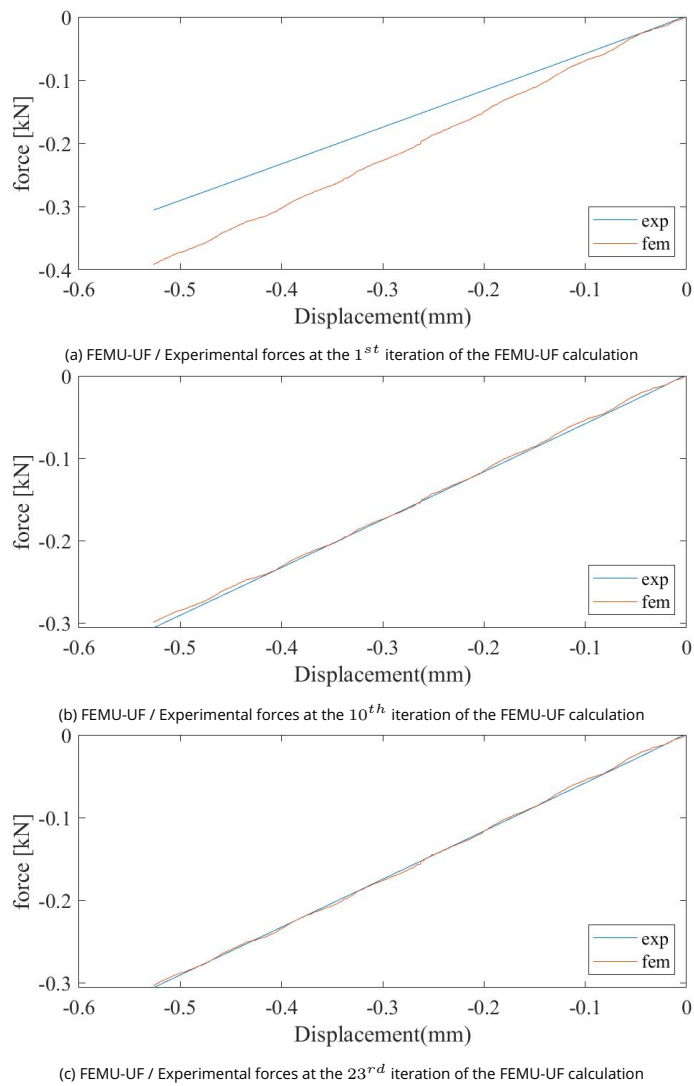 0
-0.1
-0.2
-0.3
-0.4
force [kN]
exp
fem
-0.6 -0.5 -0.4 -0.3 -0.2 -0.1 0
Displacement(mm)
(a) FEMU-UF / Experimental forces at the 1st iteration of the FEMU-UF calculation
0
-0.1
-0.2
-0.3
force [kN]
exp
fem
-0.6 -0.5 -0.4 -0.3 -0.2 -0.1 0
Displacement(mm)
(b) FEMU-UF / Experimental forces at the 10th iteration of the FEMU-UF calculation
0
-0.1
-0.2
-0.3
force [kN]
exp
fem
-0.6 -0.5 -0.4 -0.3 -0.2 -0.1 0
Displacement(mm)
(c) FEMU-UF / Experimental forces at the 23rd iteration of the FEMU-UF calculation